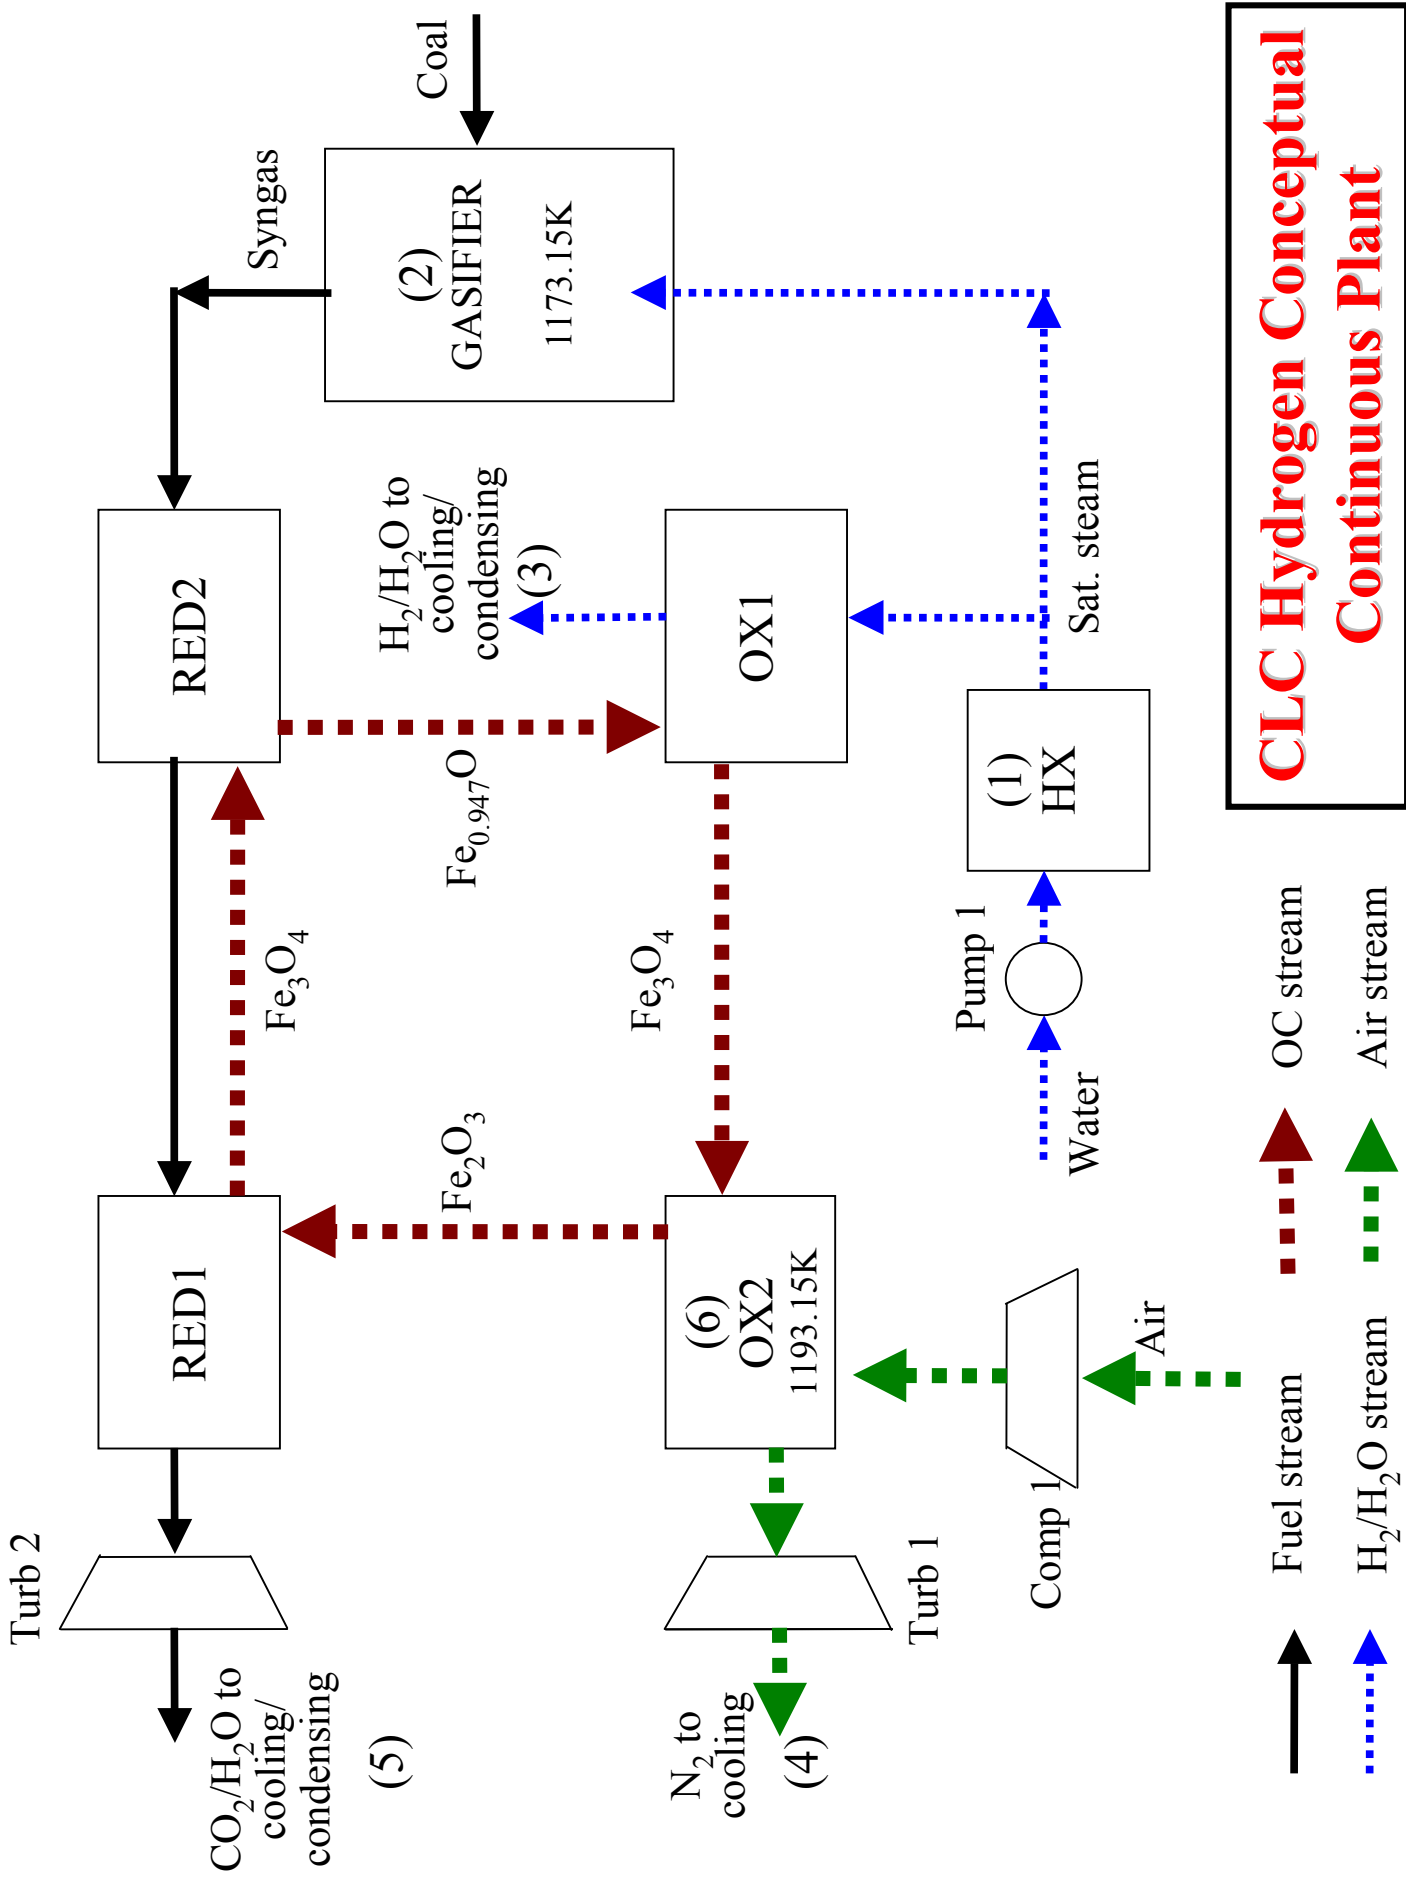 Turb 2
CO2/H2O to
cooling/
condensing
(5)
RED1
Fe3O4
RED2
Syngas
Coal
(2)
GASIFIER
1173.15K
H2/H2O to
cooling/
condensing
(3)
Fe2O3
Fe0.947O
Fe3O4
OX1
(6)
OX2
1193.15K
N2 to
cooling
(4)
Turb 1
Comp 1
Air
Water
Pump 1
(1)
HX
Sat. steam
Fuel stream
OC stream
H2/H2O stream
Air stream
CLC Hydrogen Conceptual
Continuous Plant